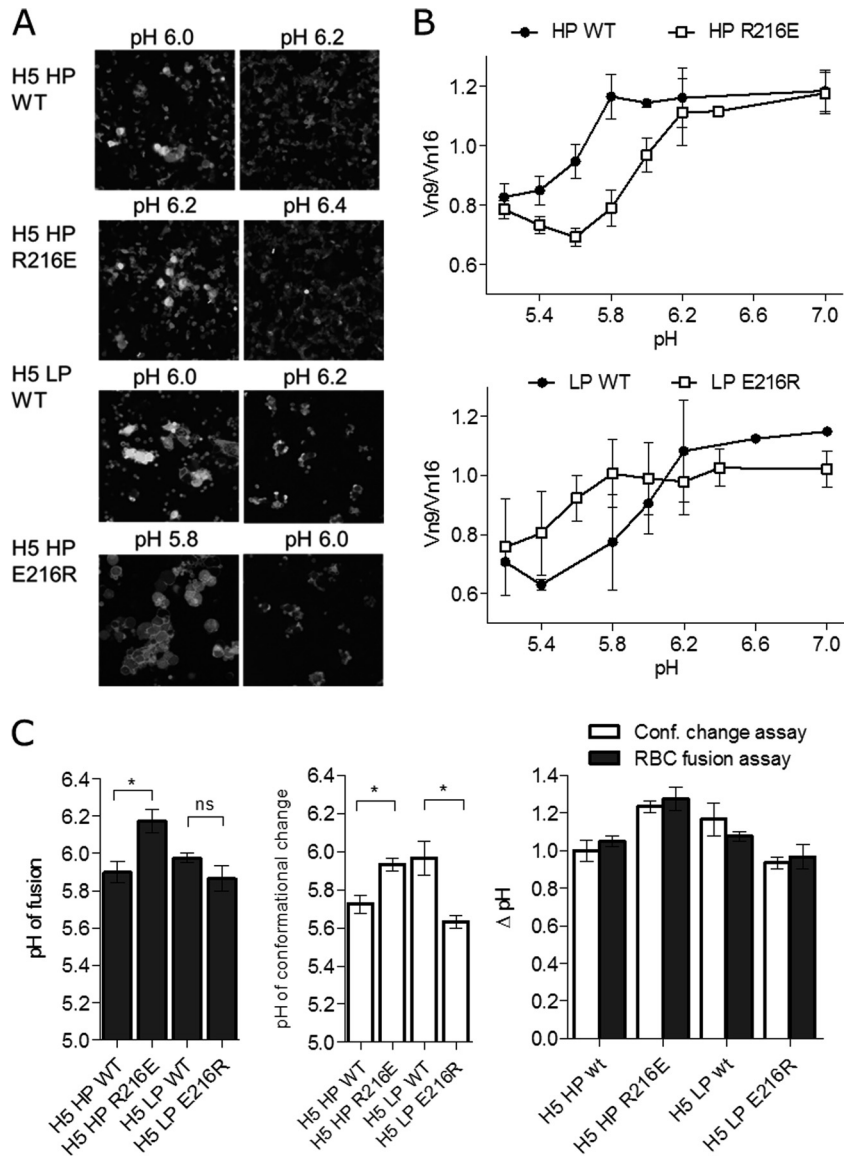 A
pH 6.0 pH 6.2
H5 HP
WT
pH 6.2 pH 6.4
H5 HP
R216E
pH 6.0 pH 6.2
H5 LP
WT
pH 5.8 pH 6.0
H5 HP
E216R
B
HP WT HP R216E
Vn9/Vn16
1.2
1.0
0.8
0.6
5.4 5.8 6.2 6.6 7.0
pH
LP WT LP E216R
Vn9/Vn16
1.2
1.0
0.8
0.6
5.4 5.8 6.2 6.6 7.0
pH
C
pH of fusion
6.4
6.2
6.0
5.8
5.6
5.4
5.2
5.0
* ns
H5 HP WT
H5 HP R216E
H5 LP WT
H5 LP E216R
pH of conformational change
6.4
6.2
6.0
5.8
5.6
5.4
5.2
5.0
* *
H5 HP WT
H5 HP R216E
H5 LP WT
H5 LP E216R
Conf. change assay
RBC fusion assay
Δ pH
1.4
1.2
1.0
0.8
0.6
0.4
0.2
0.0
H5 HP wt
H5 HP R216E
H5 LP wt
H5 LP E216R